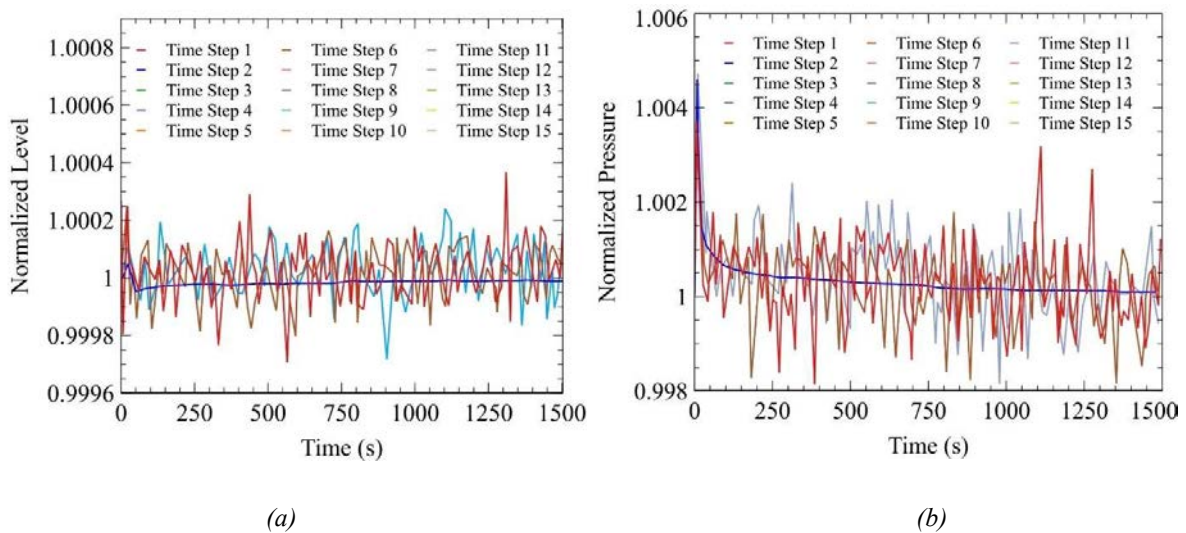 1.0008
1.0006
1.0004
1.0002
1
0.9998
0.9996
Normalized Level
Time Step 1 Time Step 6 Time Step 11
Time Step 2 Time Step 7 Time Step 12
Time Step 3 Time Step 8 Time Step 13
Time Step 4 Time Step 9 Time Step 14
Time Step 5 Time Step 10 Time Step 15
0 250 500 750 1000 1250 1500
Time (s)
(a)
1.006
1.004
1.002
1
0.998
Normalized Pressure
Time Step 1 Time Step 6 Time Step 11
Time Step 2 Time Step 7 Time Step 12
Time Step 3 Time Step 8 Time Step 13
Time Step 4 Time Step 9 Time Step 14
Time Step 5 Time Step 10 Time Step 15
0 250 500 750 1000 1250 1500
Time (s)
(b)